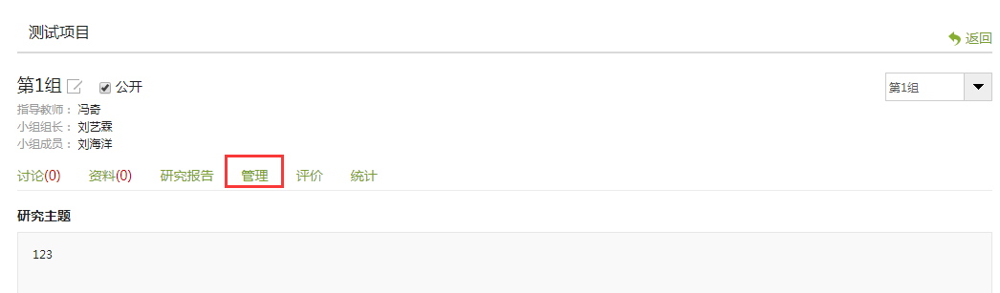 测试项目
返回
第1组 公开
第1组
指导教师： 冯奇
小组组长： 刘艺霖
小组成员： 刘海洋
讨论(0) 资料(0) 研究报告 管理 评价 统计
研究主题
123